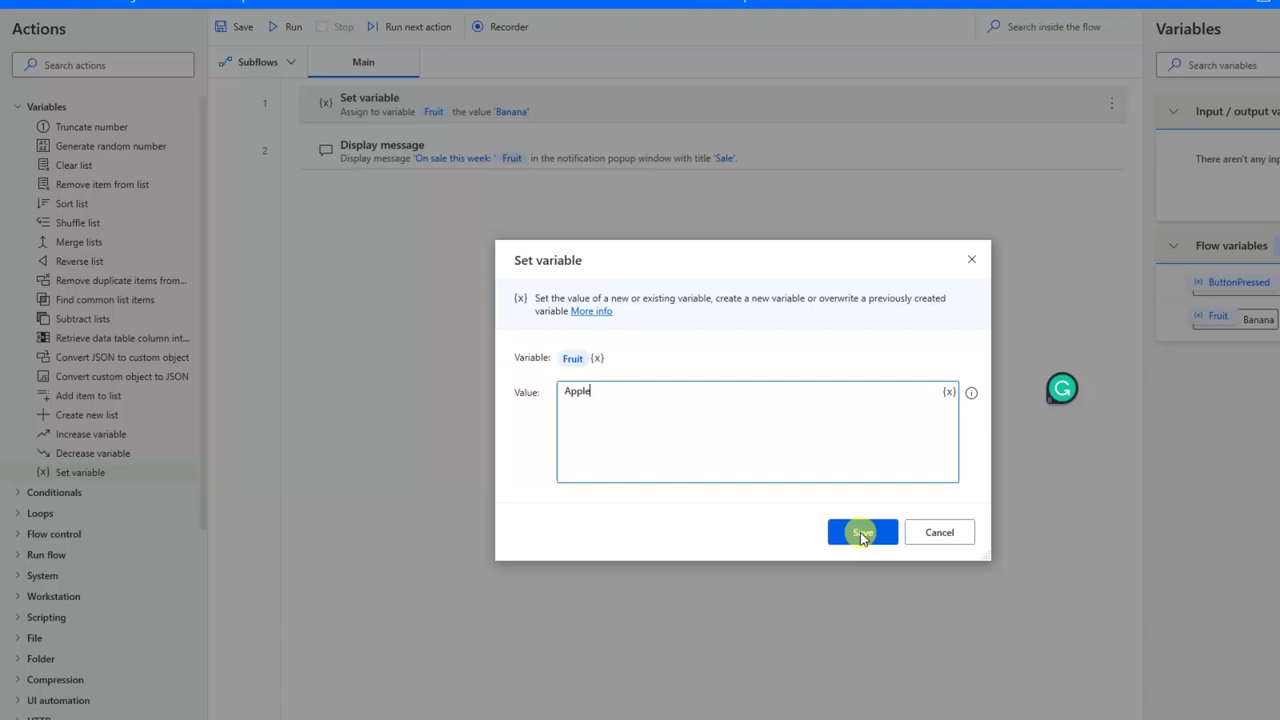 Actions
Search actions
Variables
Truncate number
Generate random number
Clear list
Remove item from list
Sort list
Shuffle list
Merge lists
Reverse list
Remove duplicate items from...
Find common list items
Subtract lists
Retrieve data table column int...
Convert JSON to custom object
Convert custom object to JSON
Add item to list
Create new list
Increase variable
Decrease variable
{x} Set variable
Conditionals
Loops
Flow control
Run flow
System
Workstation
Scripting
File
Folder
Compression
UI automation
Save Run Stop Run next action Recorder Search inside the flow
Subflows Main
1 {x} Set variable
Assign to variable Fruit the value 'Banana'
2 Display message
Display message 'On sale this week: ' Fruit in the notification popup window with title 'Sale'.
Set variable
{x} Set the value of a new or existing variable, create a new variable or overwrite a previously created
variable More info
Variable: Fruit {x}
Value: Apple {x}
Save Cancel
Variables
Search variables
Input / output va
There aren't any inp
Flow variables
{x} ButtonPressed
{x} Fruit Banana